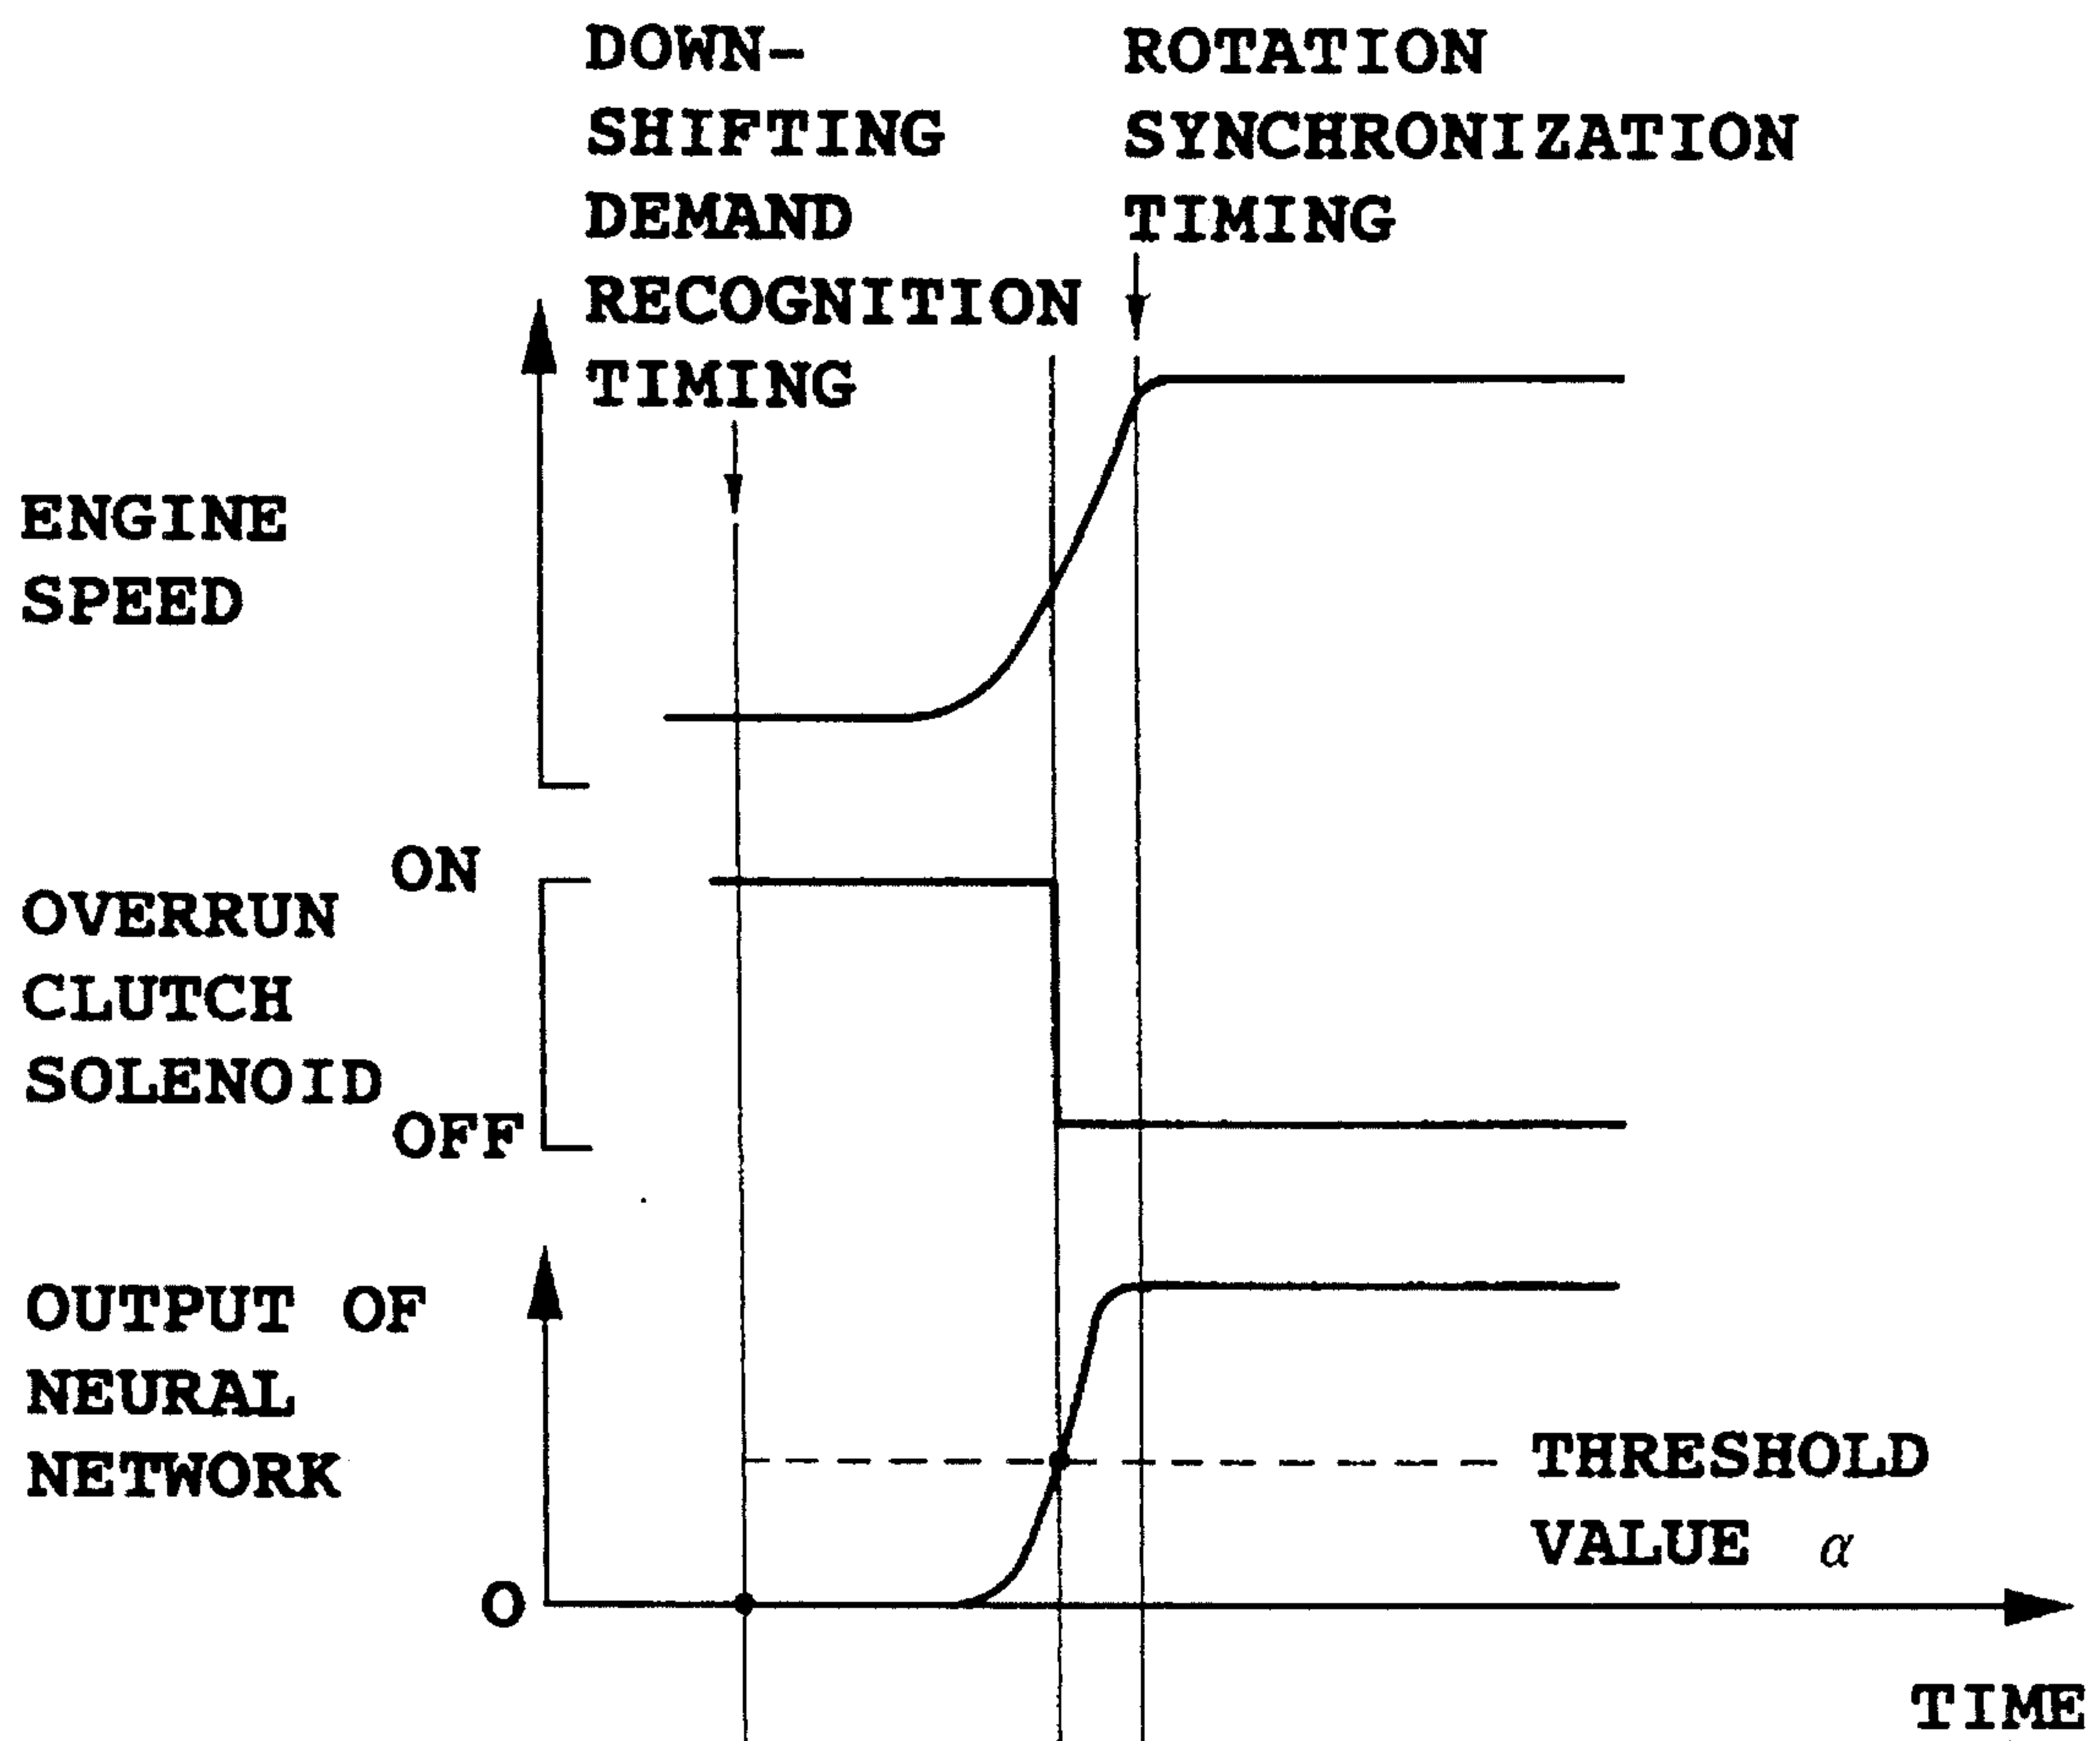 DOWN-
SHIFTING
DEMAND
RECOGNITION
TIMING
ROTATION
SYNCHRONIZATION
TIMING
ENGINE
SPEED
ON
OVERRUN
CLUTCH
SOLENOID
OFF
OUTPUT OF
NEURAL
NETWORK
THRESHOLD
VALUE α
0
TIME